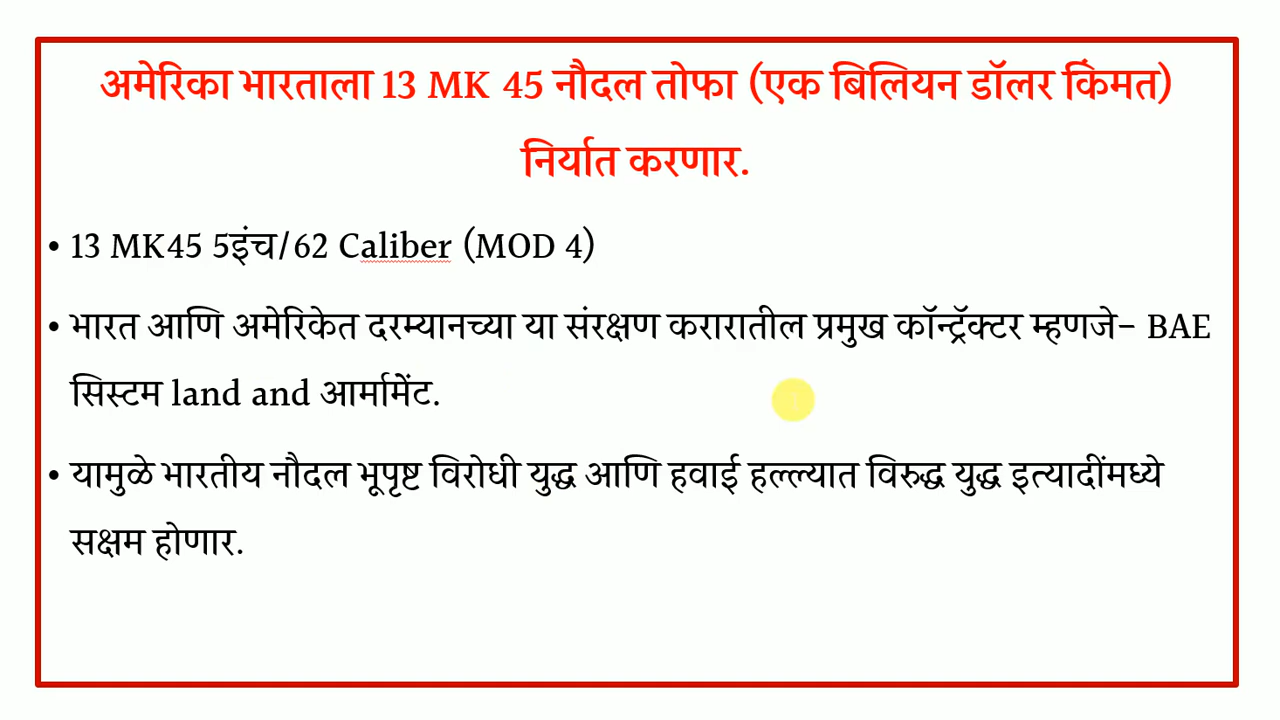 अमेरिका भारताला 13 MK 45 नौदल तोफा (एक बिलियन डॉलर किंमत)
निर्यात करणार.
• 13 MK45 5इंच/62 Caliber (MOD 4)
• भारत आणि अमेरिकेत दरम्यानच्या या संरक्षण करारातील प्रमुख कॉन्ट्रॅक्टर म्हणजे– BAE
सिस्टम land and आर्मामेंट.
• यामुळे भारतीय नौदल भूपृष्ट विरोधी युद्ध आणि हवाई हल्ल्यात विरुद्ध युद्ध इत्यादींमध्ये
सक्षम होणार.